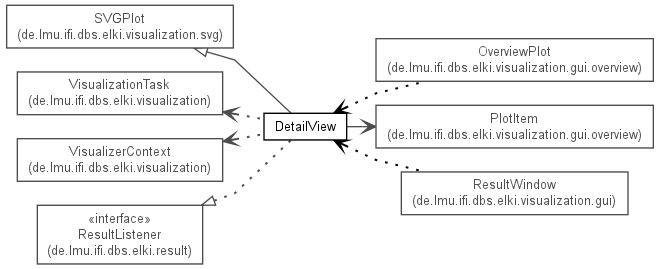 SVGPlot
(de.lmu.ifi.dbs.elki.visualization.svg)
VisualizationTask
(de.lmu.ifi.dbs.elki.visualization)
VisualizerContext
(de.lmu.ifi.dbs.elki.visualization)
«interface»
ResultListener
(de.lmu.ifi.dbs.elki.result)
DetailView
OverviewPlot
(de.lmu.ifi.dbs.elki.visualization.gui.overview)
PlotItem
(de.lmu.ifi.dbs.elki.visualization.gui.overview)
ResultWindow
(de.lmu.ifi.dbs.elki.visualization.gui)